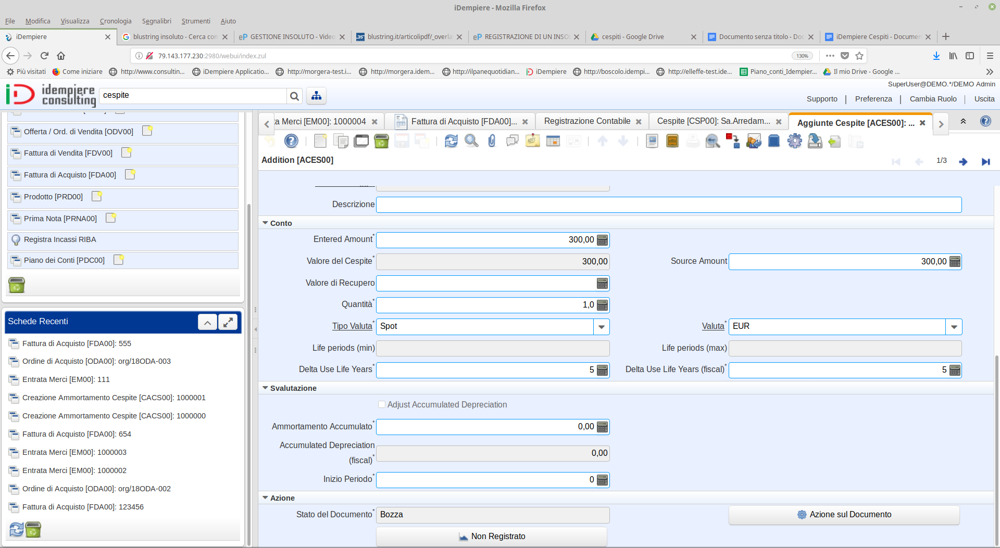 iDempiere - Mozilla Firefox
File Modifica Visualizza Cronologia Segnalibri Strumenti Aiuto
iDempiere
blustring insoluto - Cerca con
GESTIONE INSOLUTO - Video
blustring.it/articolipdf/_overla
REGISTRAZIONE DI UN INSO
cespiti - Google Drive
Documento senza titolo - Doc
iDempiere Cespiti - Documen
79.143.177.230:2980/webui/index.zul
130%
Più visitati
Come iniziare
http://www.consultin...
iDempiere Applicatio...
http://morgera-test.i...
http://morgera.idem...
http://ilpanequotidian...
iDempiere
http://boscolo.idempi...
http://elleffe-test.ide...
Piano_conti_Idempier...
Il mio Drive - Google ...
idempiere
consulting
cespite
SuperUser@DEMO.*/DEMO Admin
Supporto | Preferenza | Cambia Ruolo | Uscita
Offerta / Ord. di Vendita [ODV00]
Fattura di Vendita [FDV00]
Fattura di Acquisto [FDA00]
Prodotto [PRD00]
Prima Nota [PRNA00]
Registra Incassi RIBA
Piano dei Conti [PDC00]
Schede Recenti
Fattura di Acquisto [FDA00]: 555
Ordine di Acquisto [ODA00]: org/18ODA-003
Entrata Merci [EM00]: 111
Creazione Ammortamento Cespite [CACS00]: 1000001
Creazione Ammortamento Cespite [CACS00]: 1000000
Fattura di Acquisto [FDA00]: 654
Entrata Merci [EM00]: 1000003
Entrata Merci [EM00]: 1000002
Ordine di Acquisto [ODA00]: org/18ODA-002
Fattura di Acquisto [FDA00]: 123456
ta Merci [EM00]: 1000004
Fattura di Acquisto [FDA00]...
Registrazione Contabile
Cespite [CSP00]: Sa.Arredam...
Aggiunte Cespite [ACES00]: ...
Addition [ACES00]
1/3
Descrizione
Conto
Entered Amount* 300,00
Valore del Cespite* 300,00
Source Amount 300,00
Valore di Recupero
Quantità* 1,0
Tipo Valuta* Spot
Valuta* EUR
Life periods (min)
Life periods (max)
Delta Use Life Years* 5
Delta Use Life Years (fiscal)* 5
Svalutazione
Adjust Accumulated Depreciation
Ammortamento Accumulato* 0,00
Accumulated Depreciation
(fiscal)* 0,00
Inizio Periodo* 0
Azione
Stato del Documento* Bozza
Azione sul Documento
Non Registrato